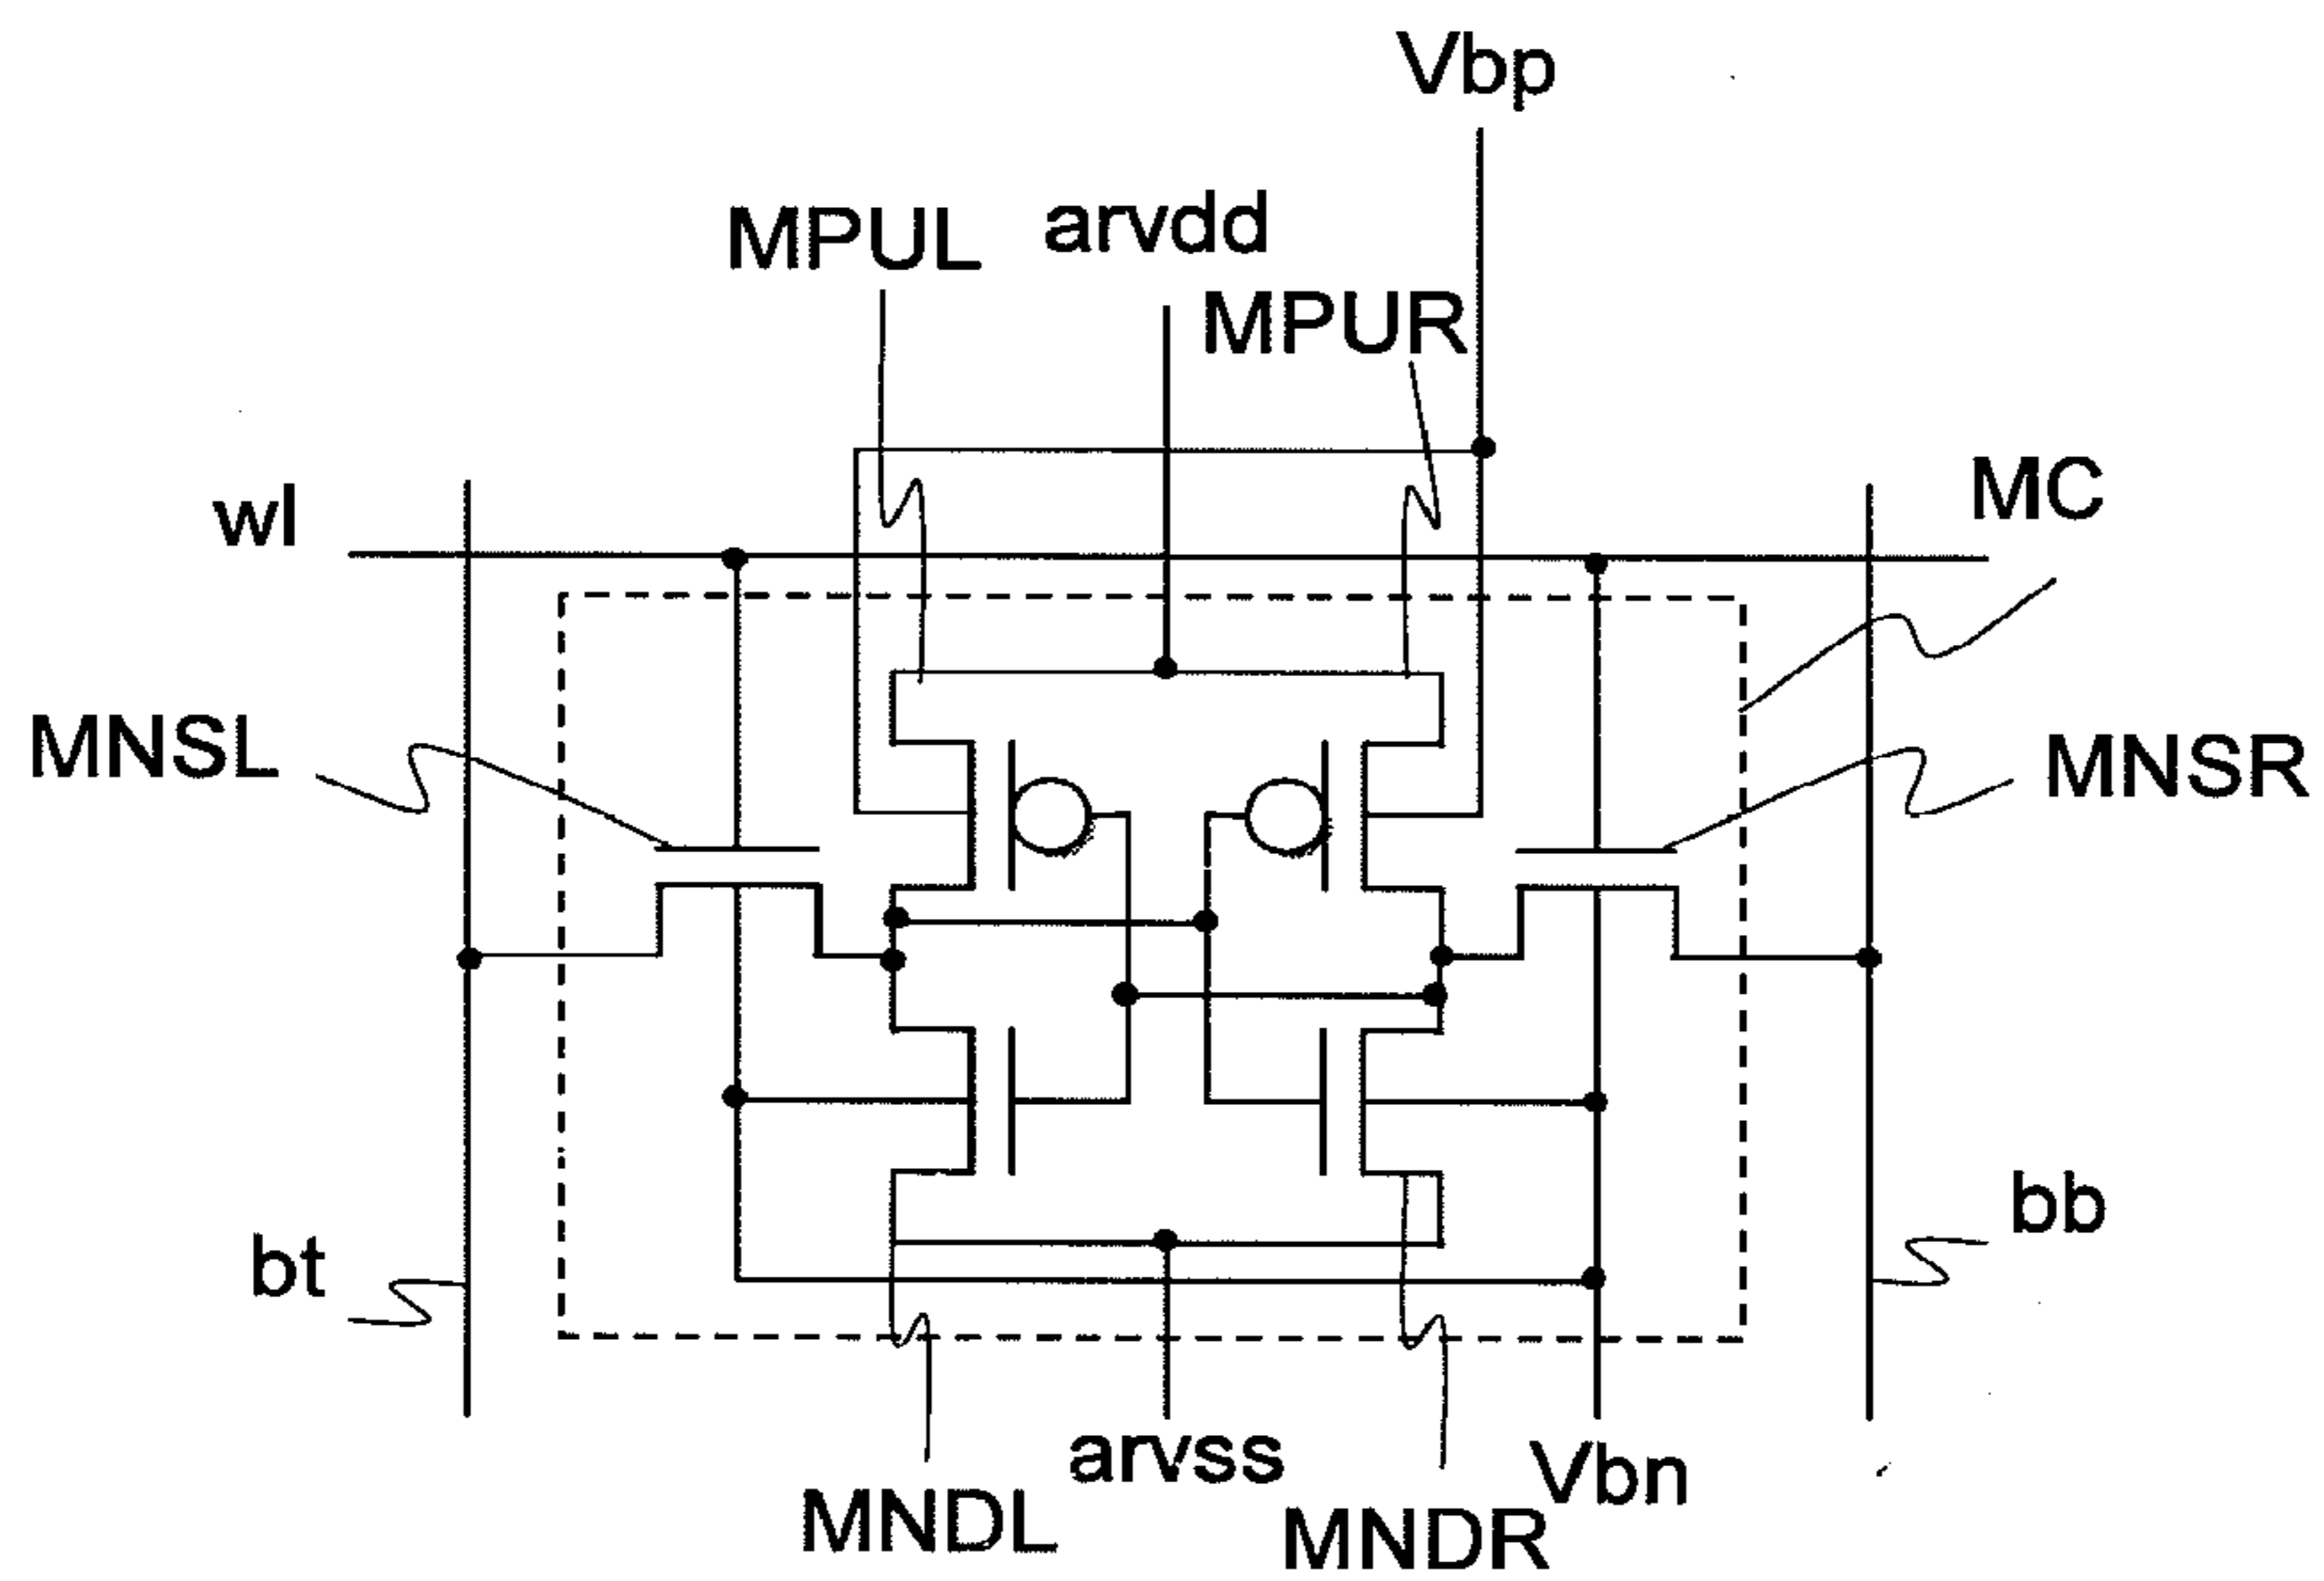 Vbp
arvdd
MPUL
MPUR
MC
wl
MNSL
MNSR
bb
bt
arvss
Vbn
MNDL
MNDR